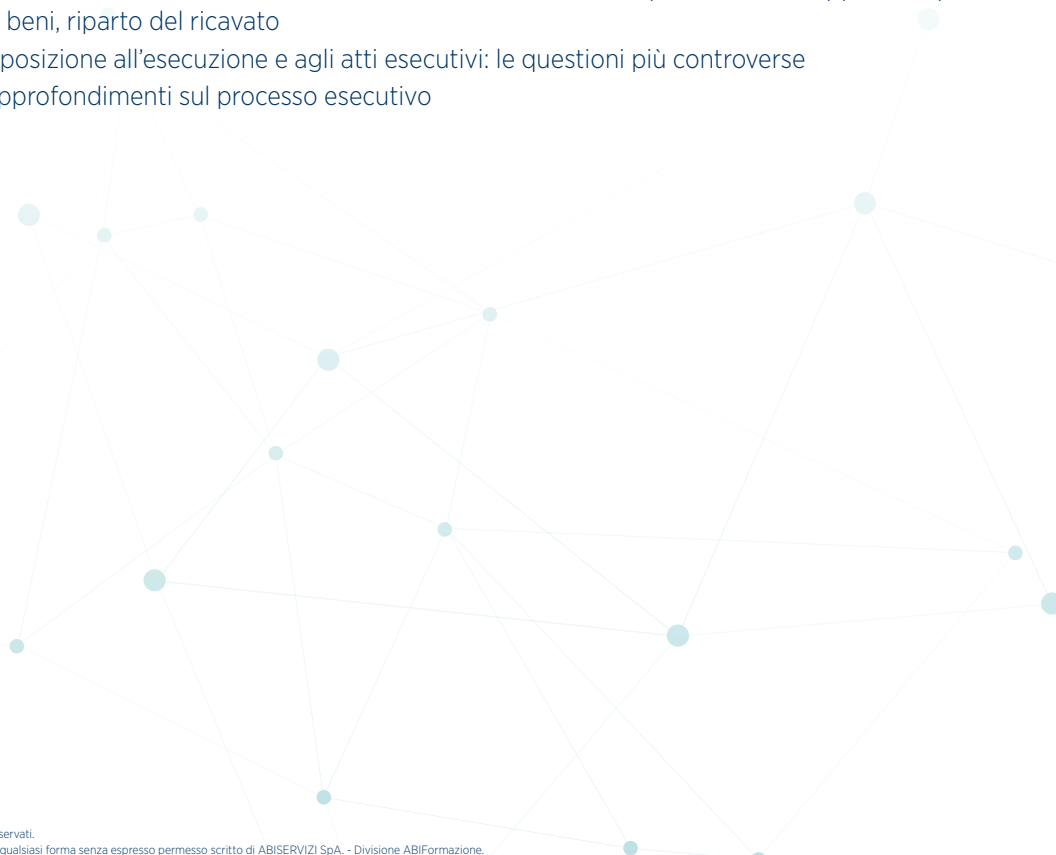 beni, riparto del ricavato
posizione all’esecuzione e agli atti esecutivi: le questioni più controverse
pprofondimenti sul processo esecutivo
servati.
qualsiasi forma senza espresso permesso scritto di ABISERVIZI SpA. - Divisione ABIFormazione.